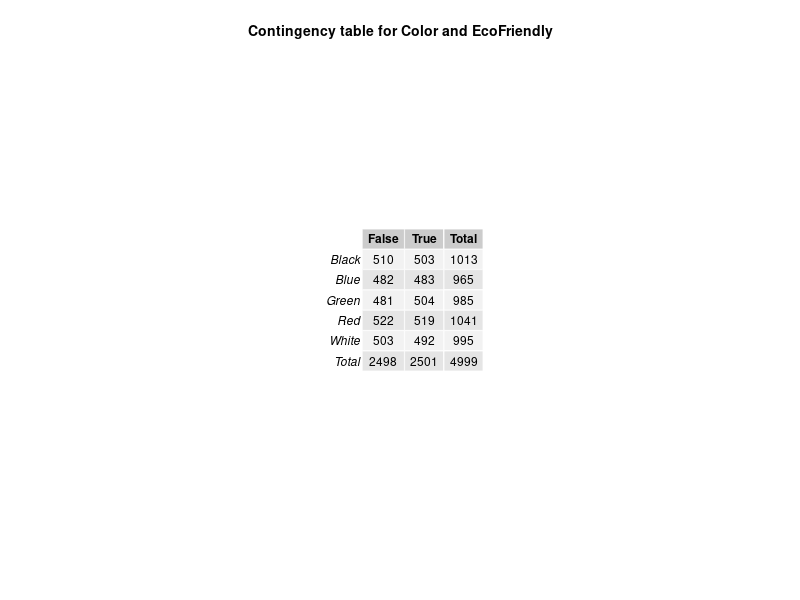 Contingency table for Color and EcoFriendly
False True Total
Black 510 503 1013
Blue 482 483 965
Green 481 504 985
Red 522 519 1041
White 503 492 995
Total 2498 2501 4999